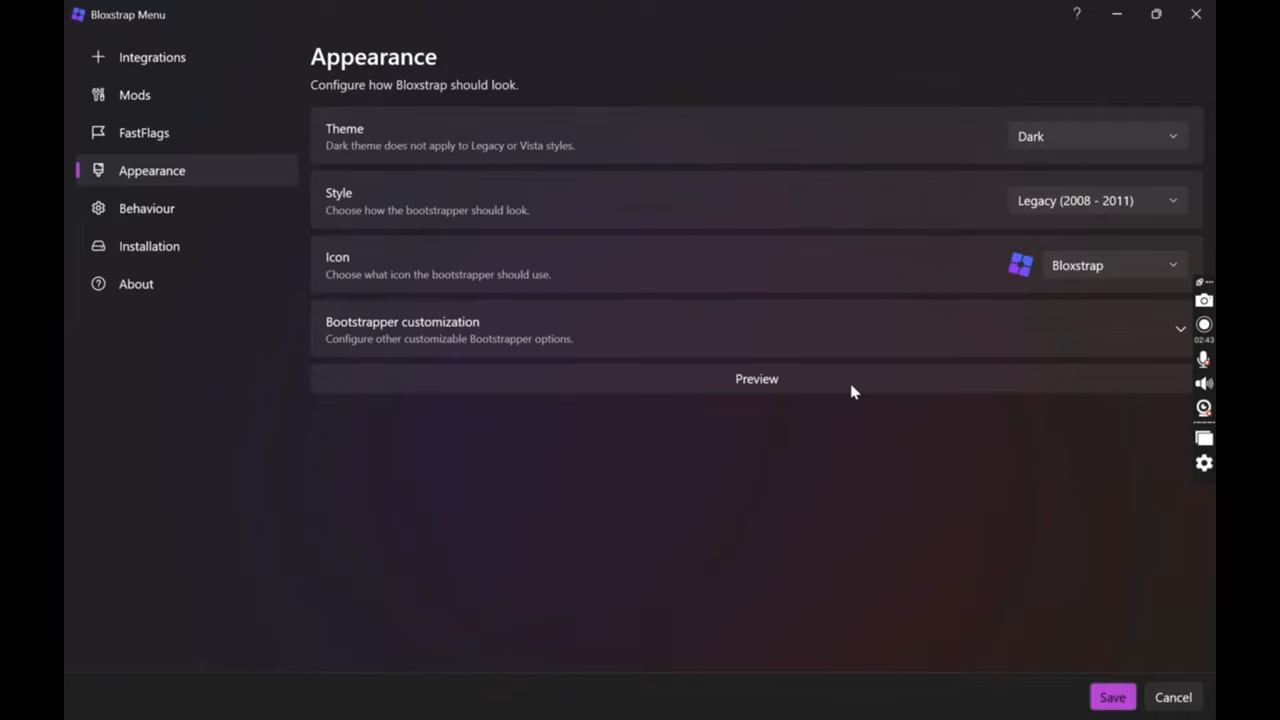 Bloxstrap Menu
?
Integrations
Mods
FastFlags
Appearance
Behaviour
Installation
About
Appearance
Configure how Bloxstrap should look.
Theme
Dark theme does not apply to Legacy or Vista styles.
Dark
Style
Choose how the bootstrapper should look.
Legacy (2008 - 2011)
Icon
Choose what icon the bootstrapper should use.
Bloxstrap
Bootstrapper customization
Configure other customizable Bootstrapper options.
Preview
02:43
Save
Cancel